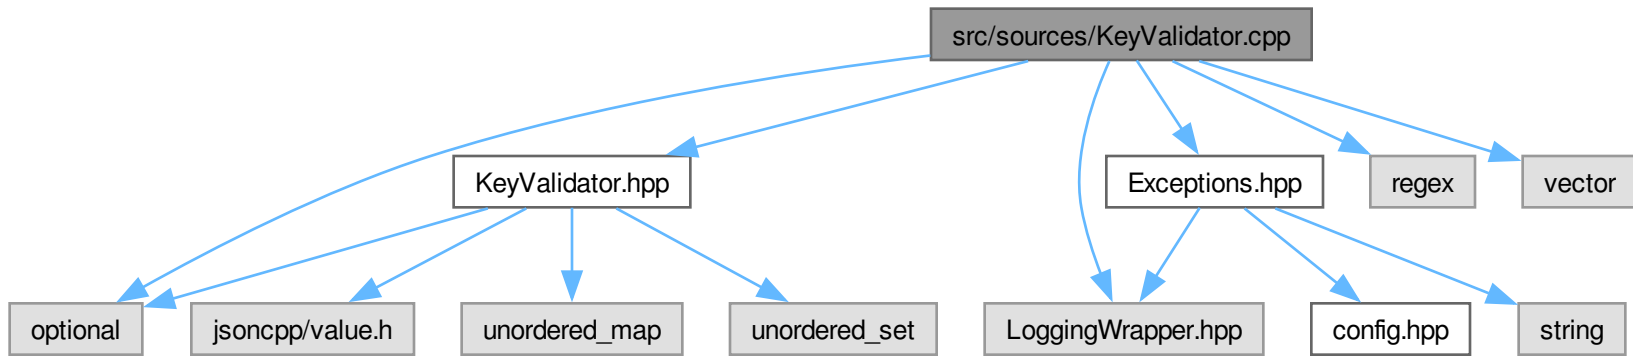 src/sources/KeyValidator.cpp
KeyValidator.hpp
Exceptions.hpp
regex
vector
optional
jsoncpp/value.h
unordered_map
unordered_set
LoggingWrapper.hpp
config.hpp
string